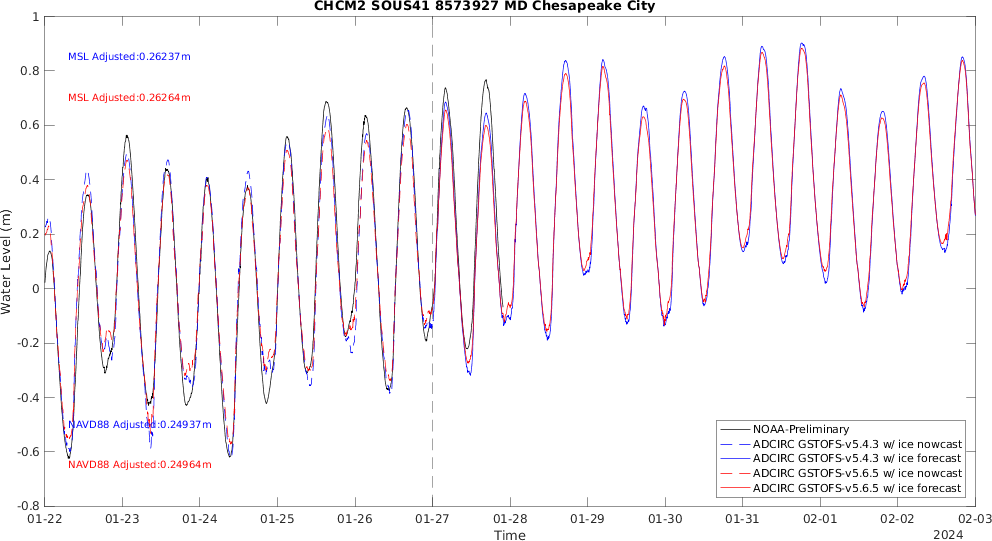 CHCM2 SOUS41 8573927 MD Chesapeake City
1
0.8
0.6
0.4
0.2
0
-0.2
-0.4
-0.6
-0.8
Water Level (m)
MSL Adjusted:0.26237m
MSL Adjusted:0.26264m
NAVD88 Adjusted:0.24937m
NAVD88 Adjusted:0.24964m
NOAA-Preliminary
ADCIRC GSTOFS-v5.4.3 w/ ice nowcast
ADCIRC GSTOFS-v5.4.3 w/ ice forecast
ADCIRC GSTOFS-v5.6.5 w/ ice nowcast
ADCIRC GSTOFS-v5.6.5 w/ ice forecast
01-22 01-23 01-24 01-25 01-26 01-27 01-28 01-29 01-30 01-31 02-01 02-02 02-03
Time
2024